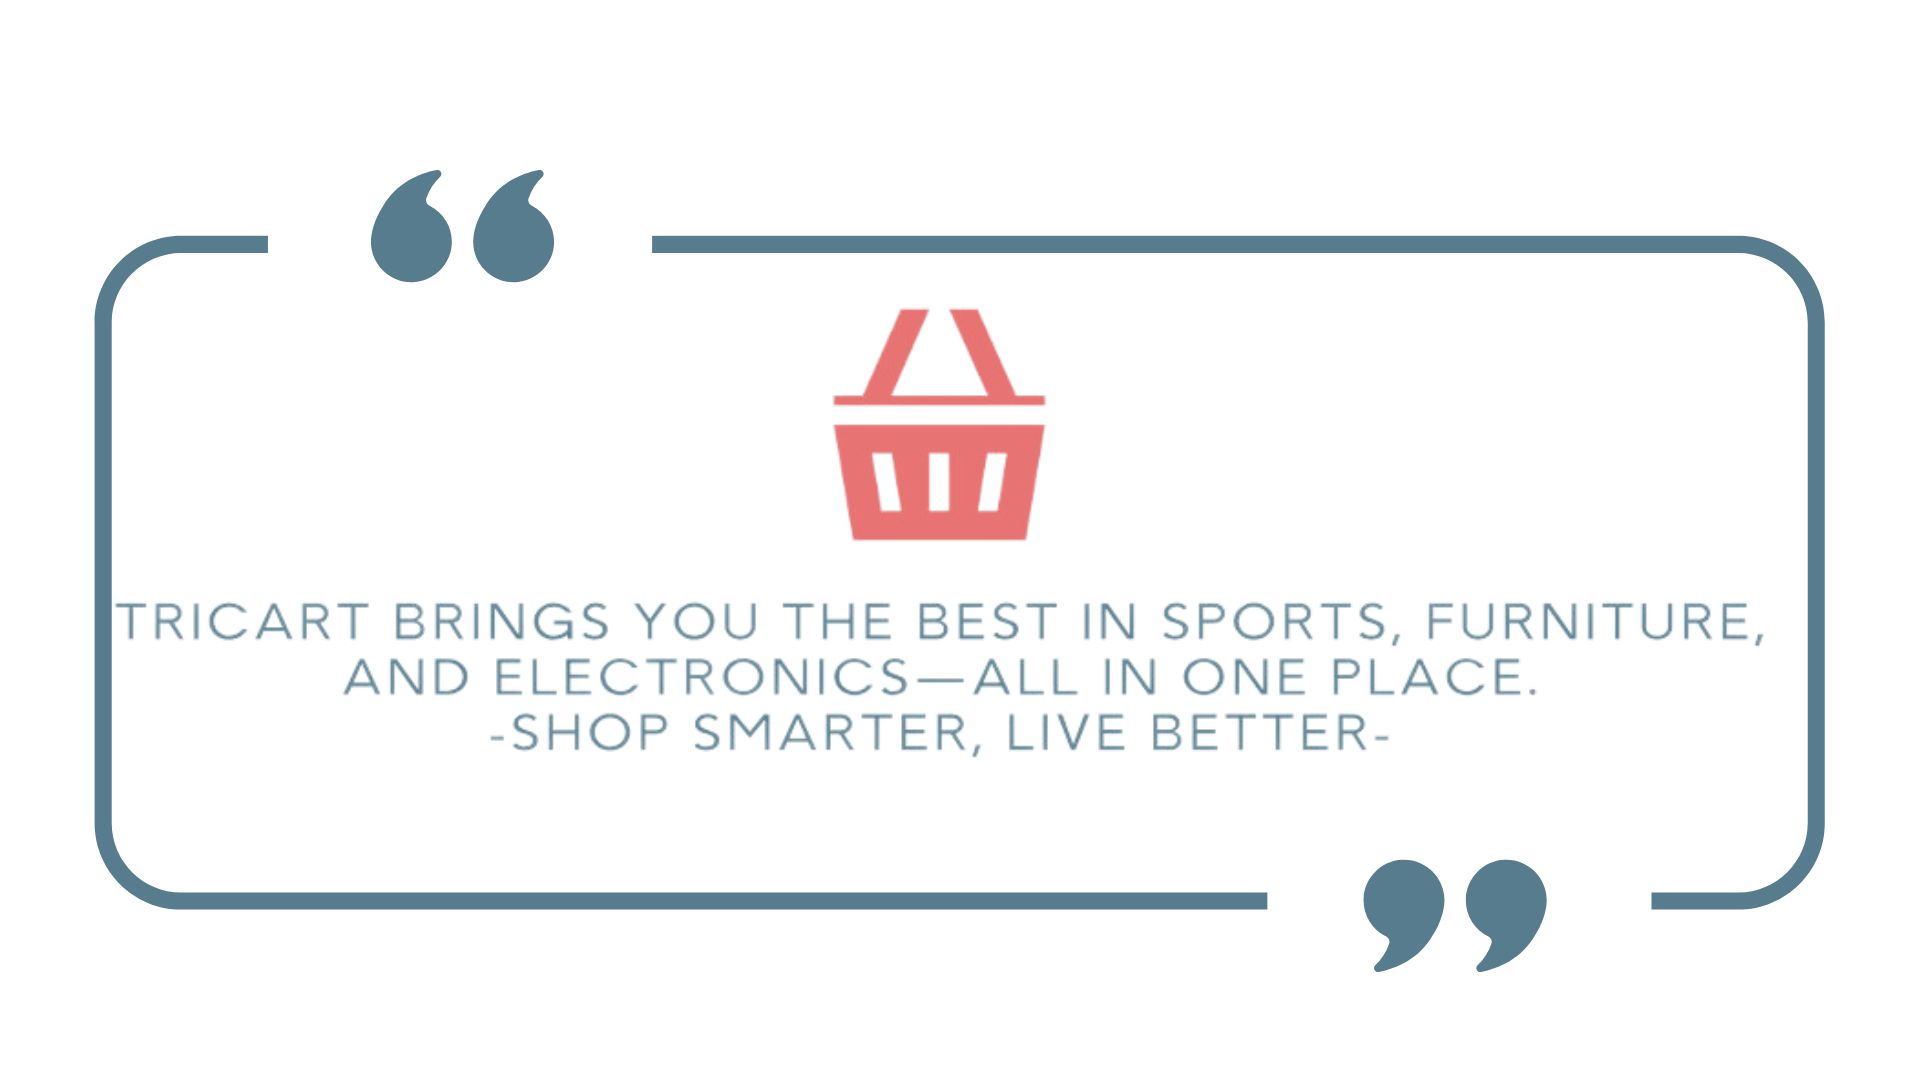 TRICART BRINGS YOU THE BEST IN SPORTS, FURNITURE,
AND ELECTRONICS—ALL IN ONE PLACE.
-SHOP SMARTER, LIVE BETTER-